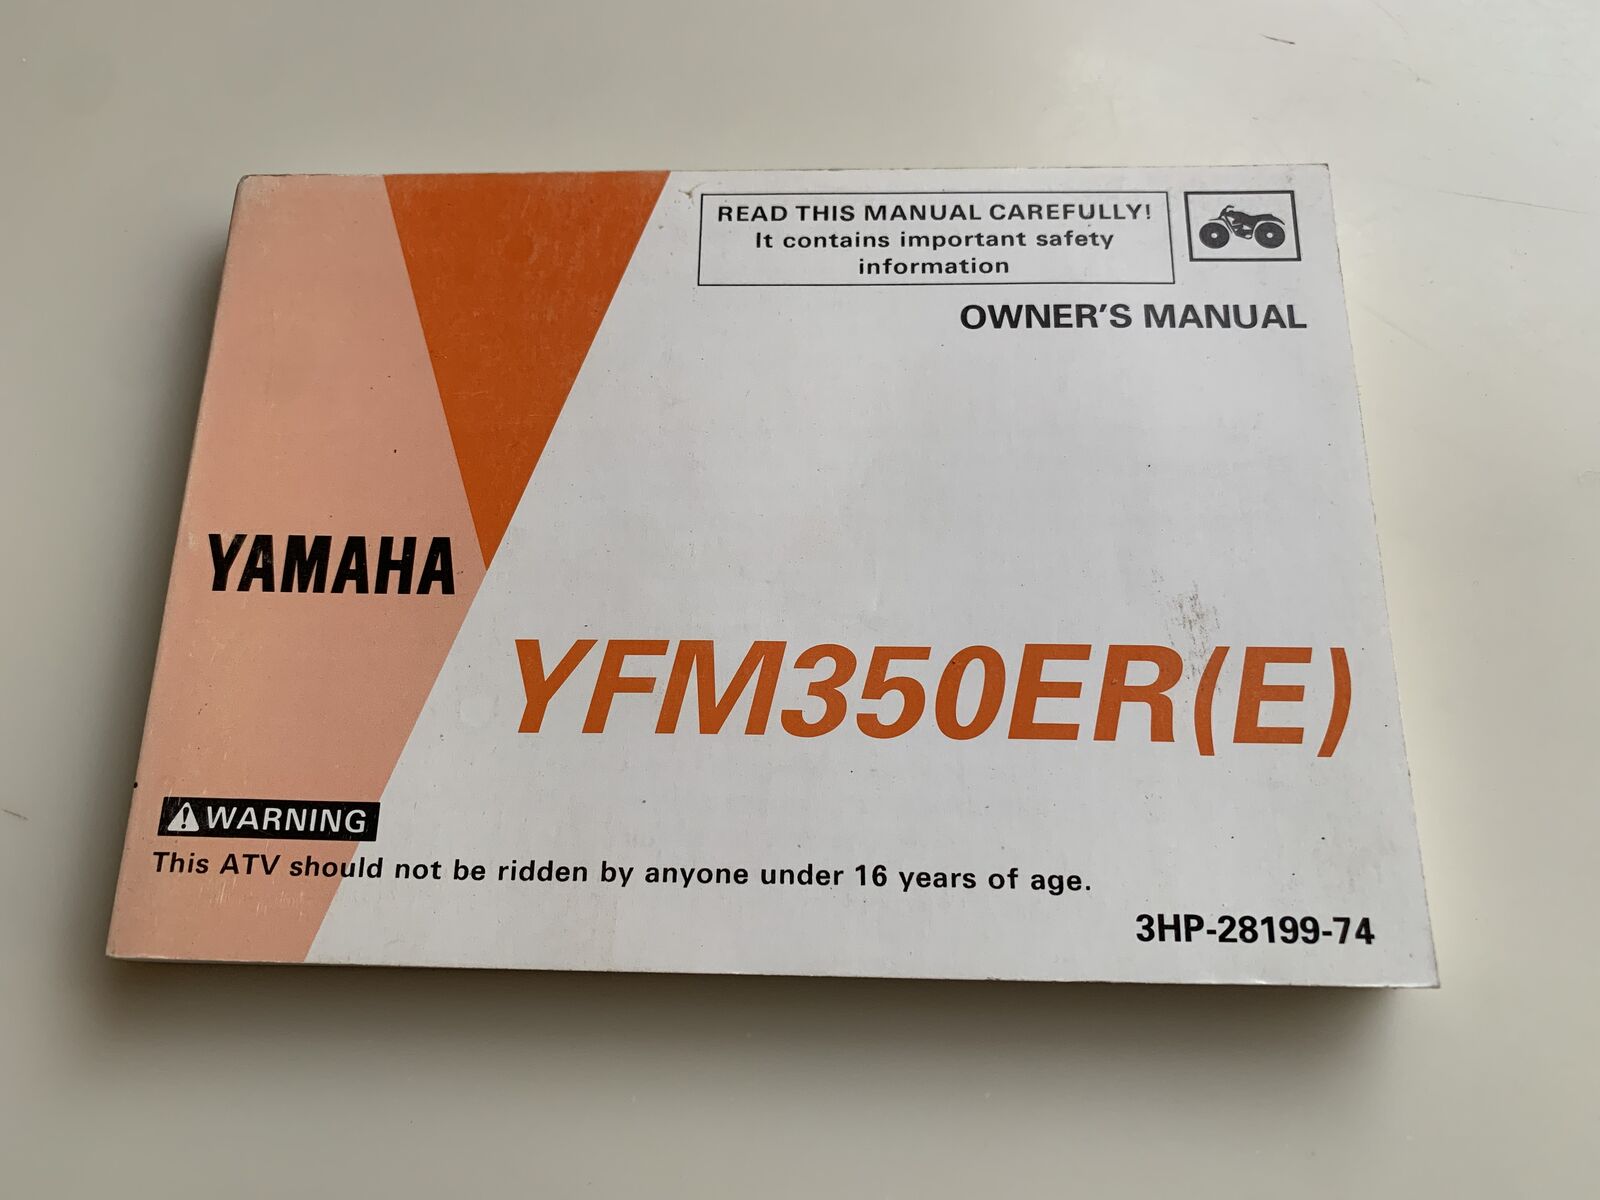 READ THIS MANUAL CAREFULLY!
It contains important safety
information
OWNER'S MANUAL
YAMAHA
YFM350ER(E)
WARNING
This ATV should not be ridden by anyone under 16 years of age.
3HP-28199-74